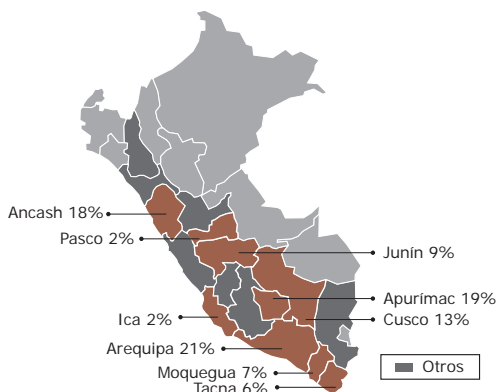 Ancash 18%
Pasco 2%
Junín 9%
Apurímac 19%
Ica 2%
Cusco 13%
Arequipa 21%
Otros
Moquegua 7%
Tacna 6%